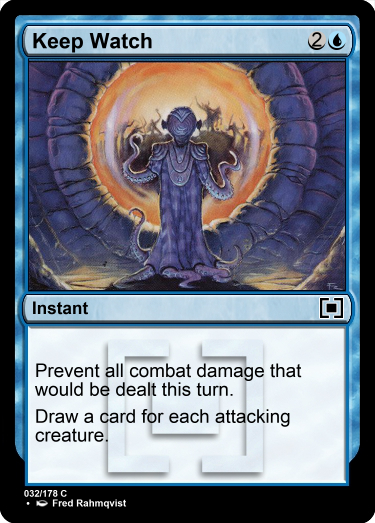 Keep Watch 2
Instant
Prevent all combat damage that
would be dealt this turn.
Draw a card for each attacking
creature.
032/178 C
• Fred Rahmqvist